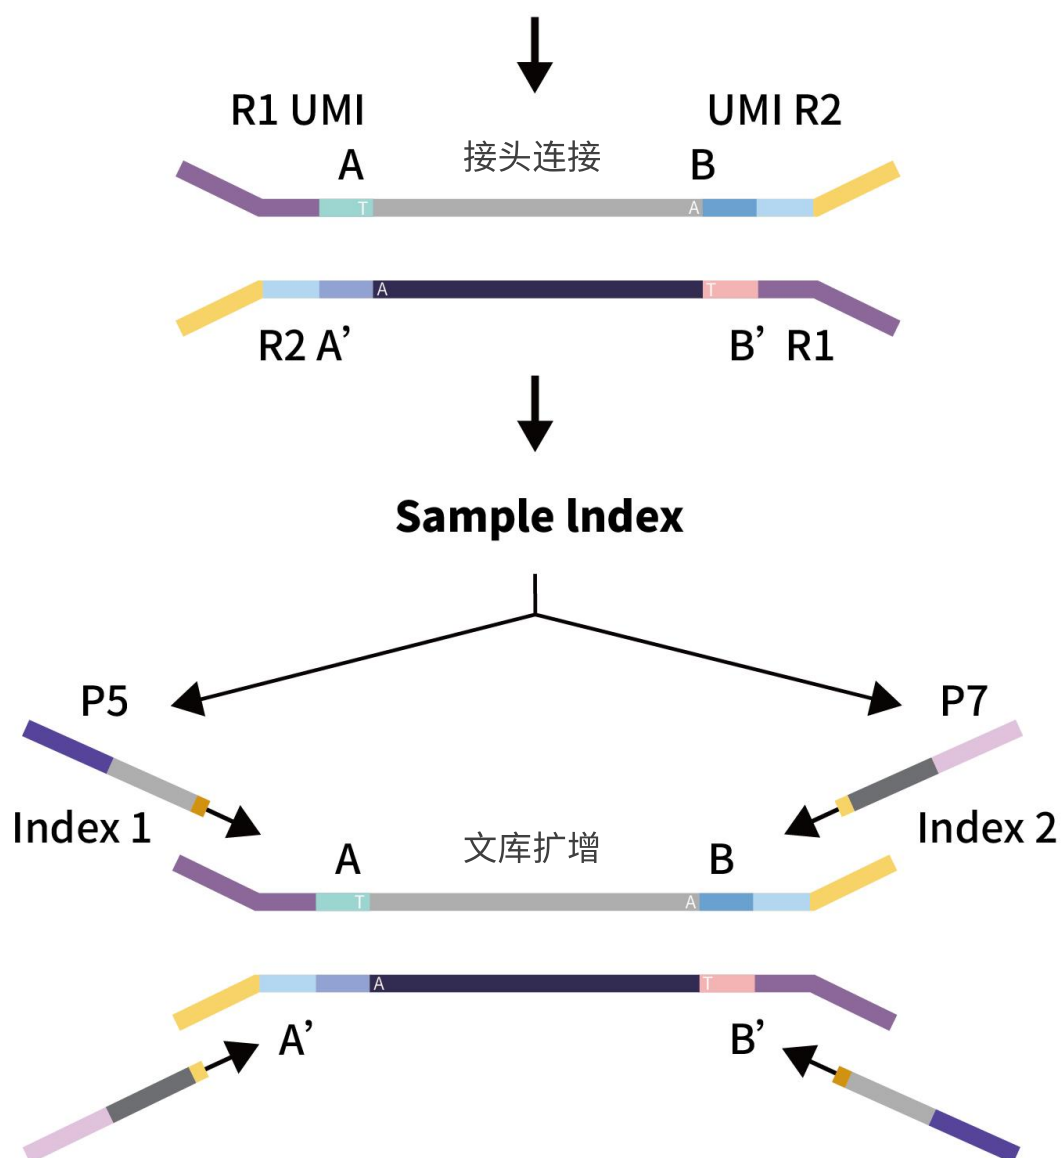 R1 UMI
UMI R2
A
接头连接
B
T
A
A
T
R2 A’
B’ R1
Sample lndex
P5
P7
Index 1
Index 2
A
文库扩增
B
T
A
A
T
A’
B’